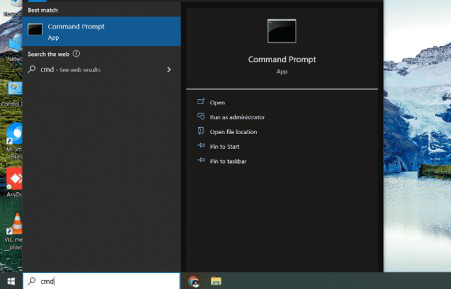 Best match
Command Prompt
App
Search the web
cmd - See web results
Command Prompt
App
Open
Run as administrator
Open file location
Pin to Start
Pin to taskbar
cmd